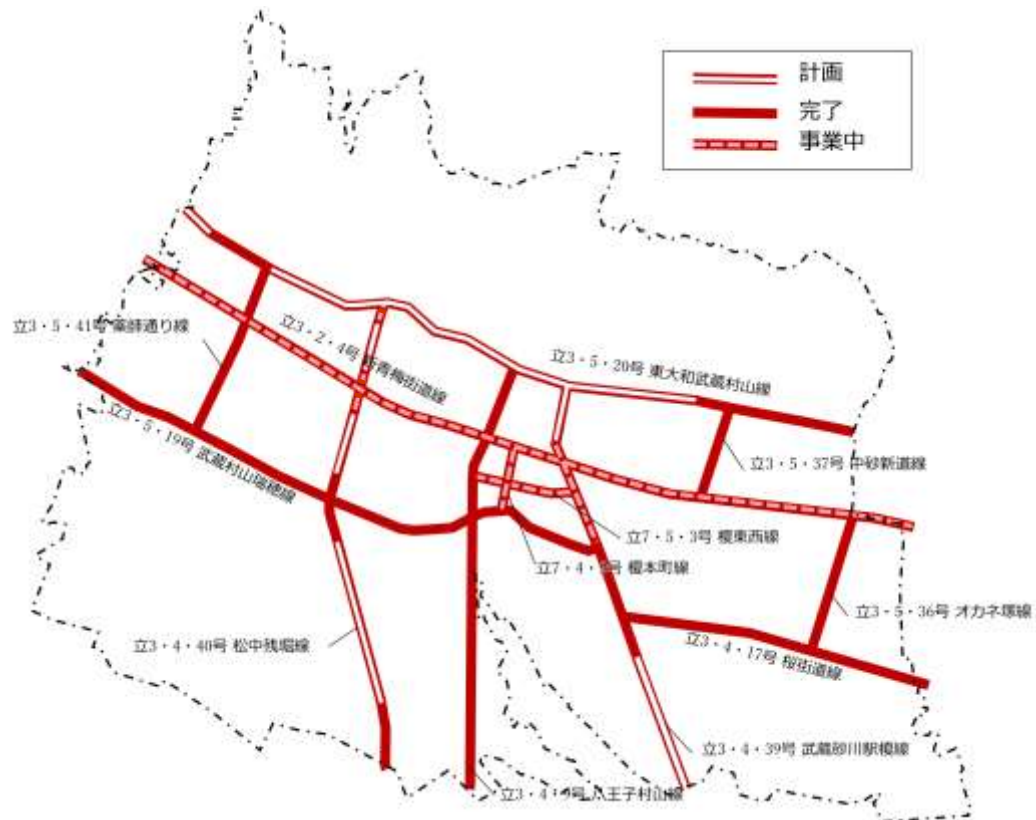 計画
完了
事業中
立3・5・41号 薬師通り線
立3・2・4号 新青梅街道線
立3・5・20号 東大和武蔵村山線
立3・5・19号 武蔵村山瑞穂線
立3・5・37号 中砂新道線
立7・5・3号 榎東西線
立7・4・2号 榎本町線
立3・5・36号 オカネ塚線
立3・4・40号 松中残堀線
立3・4・17号 桜街道線
立3・4・39号 武蔵砂川駅榎線
立3・4・9号 八王子村山線